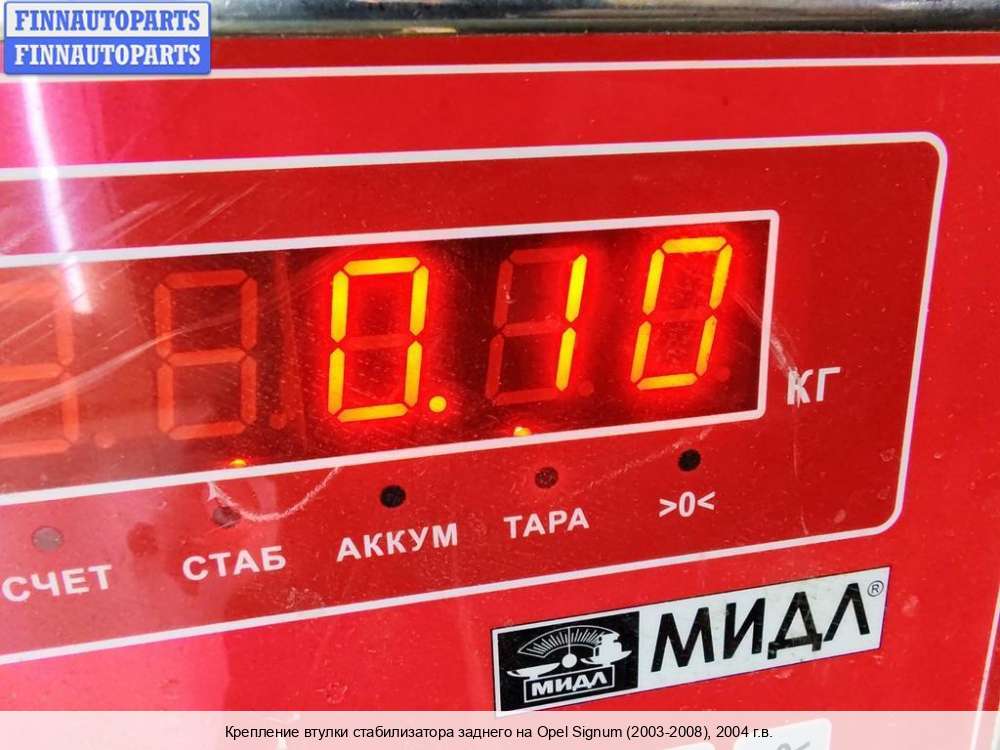 FINNAUTOPARTS
FINNAUTOPARTS
0.10
КГ
СЧЕТ СТАБ АККУМ ТАРА >0<
МИДЛ МИДЛ®
Крепление втулки стабилизатора заднего на Opel Signum (2003-2008), 2004 г.в.